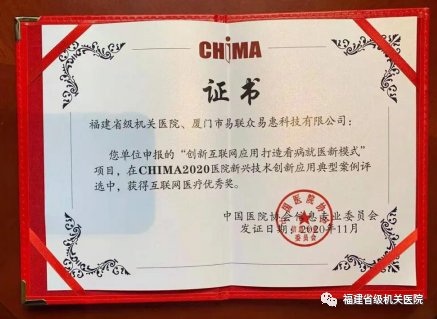 CHIMA
证书
福建省级机关医院、厦门市易联众易惠科技有限公司：
您单位申报的“创新互联网应用打造看病就医新模式”
项目，在CHIMA2020医院新兴技术创新应用典型案例评
选中，获得互联网医疗优秀奖。
中国医院协会信息专业委员会
发证日期：2020年11月
福建省级机关医院